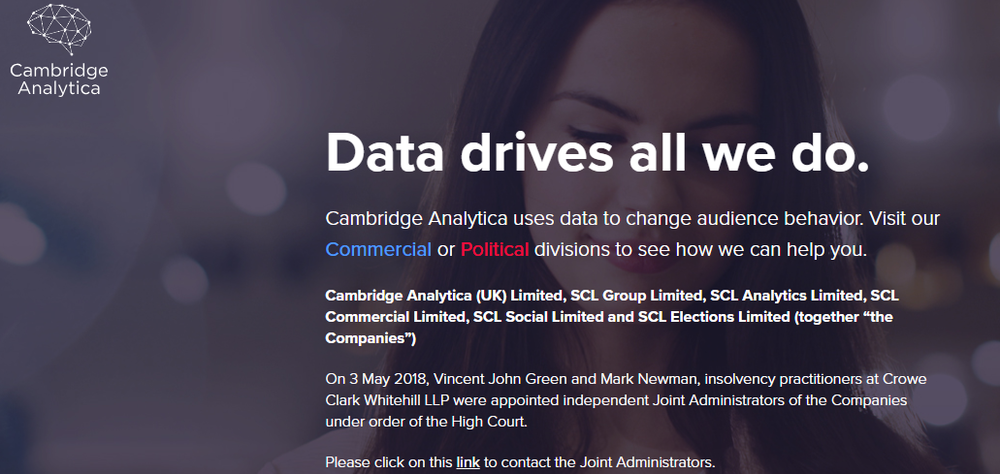 Cambridge
Analytica
Data drives all we do.
Cambridge Analytica uses data to change audience behavior. Visit our
Commercial or Political divisions to see how we can help you.
Cambridge Analytica (UK) Limited, SCL Group Limited, SCL Analytics Limited, SCL
Commercial Limited, SCL Social Limited and SCL Elections Limited (together “the
Companies”)
On 3 May 2018, Vincent John Green and Mark Newman, insolvency practitioners at Crowe
Clark Whitehill LLP were appointed independent Joint Administrators of the Companies
under order of the High Court.
Please click on this link to contact the Joint Administrators.